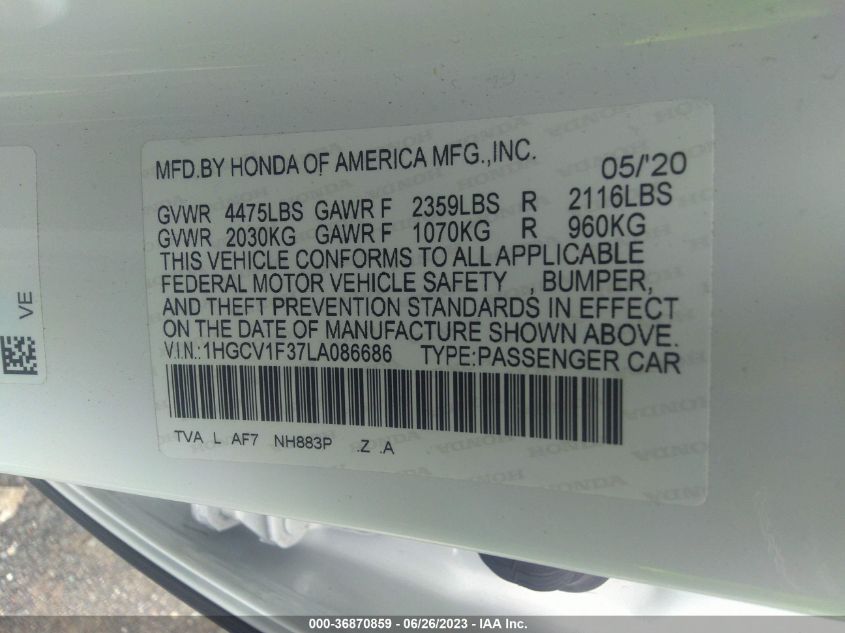 MFD.BY HONDA OF AMERICA MFG.,INC. 05/'20
GVWR 4475LBS GAWR F 2359LBS R 2116LBS
GVWR 2030KG GAWR F 1070KG R 960KG
THIS VEHICLE CONFORMS TO ALL APPLICABLE
FEDERAL MOTOR VEHICLE SAFETY , BUMPER,
AND THEFT PREVENTION STANDARDS IN EFFECT
ON THE DATE OF MANUFACTURE SHOWN ABOVE.
V.I.N.:1HGCV1F37LA086686 TYPE:PASSENGER CAR
TVA L AF7 NH883P .Z .A
VE
000-36870859 - 06/26/2023 - IAA Inc.